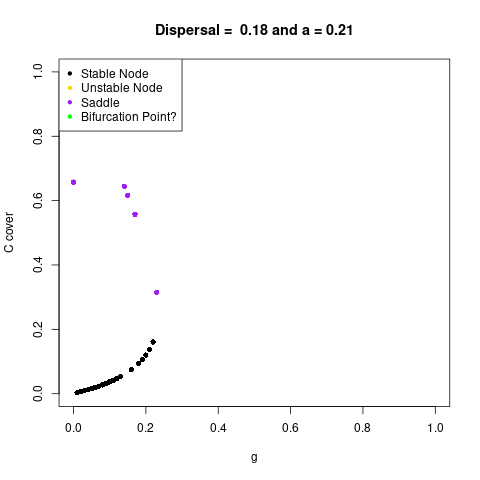 Dispersal =  0.18 and a = 0.21
Stable Node
Unstable Node
Saddle
Bifurcation Point?
C cover
1.0
0.8
0.6
0.4
0.2
0.0
0.0 0.2 0.4 0.6 0.8 1.0
g